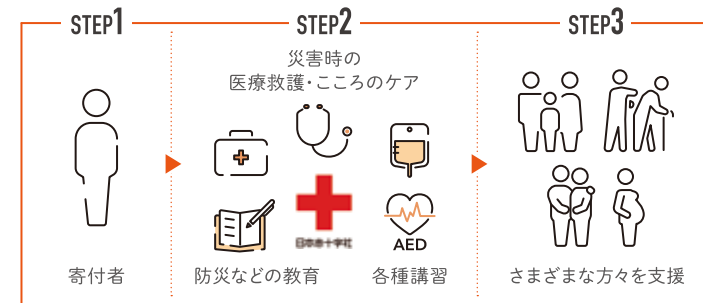 STEP1
STEP2
STEP3
災害時の
医療救護・こころのケア
日本赤十字社
AED
寄付者
防災などの教育
各種講習
さまざまな方々を支援